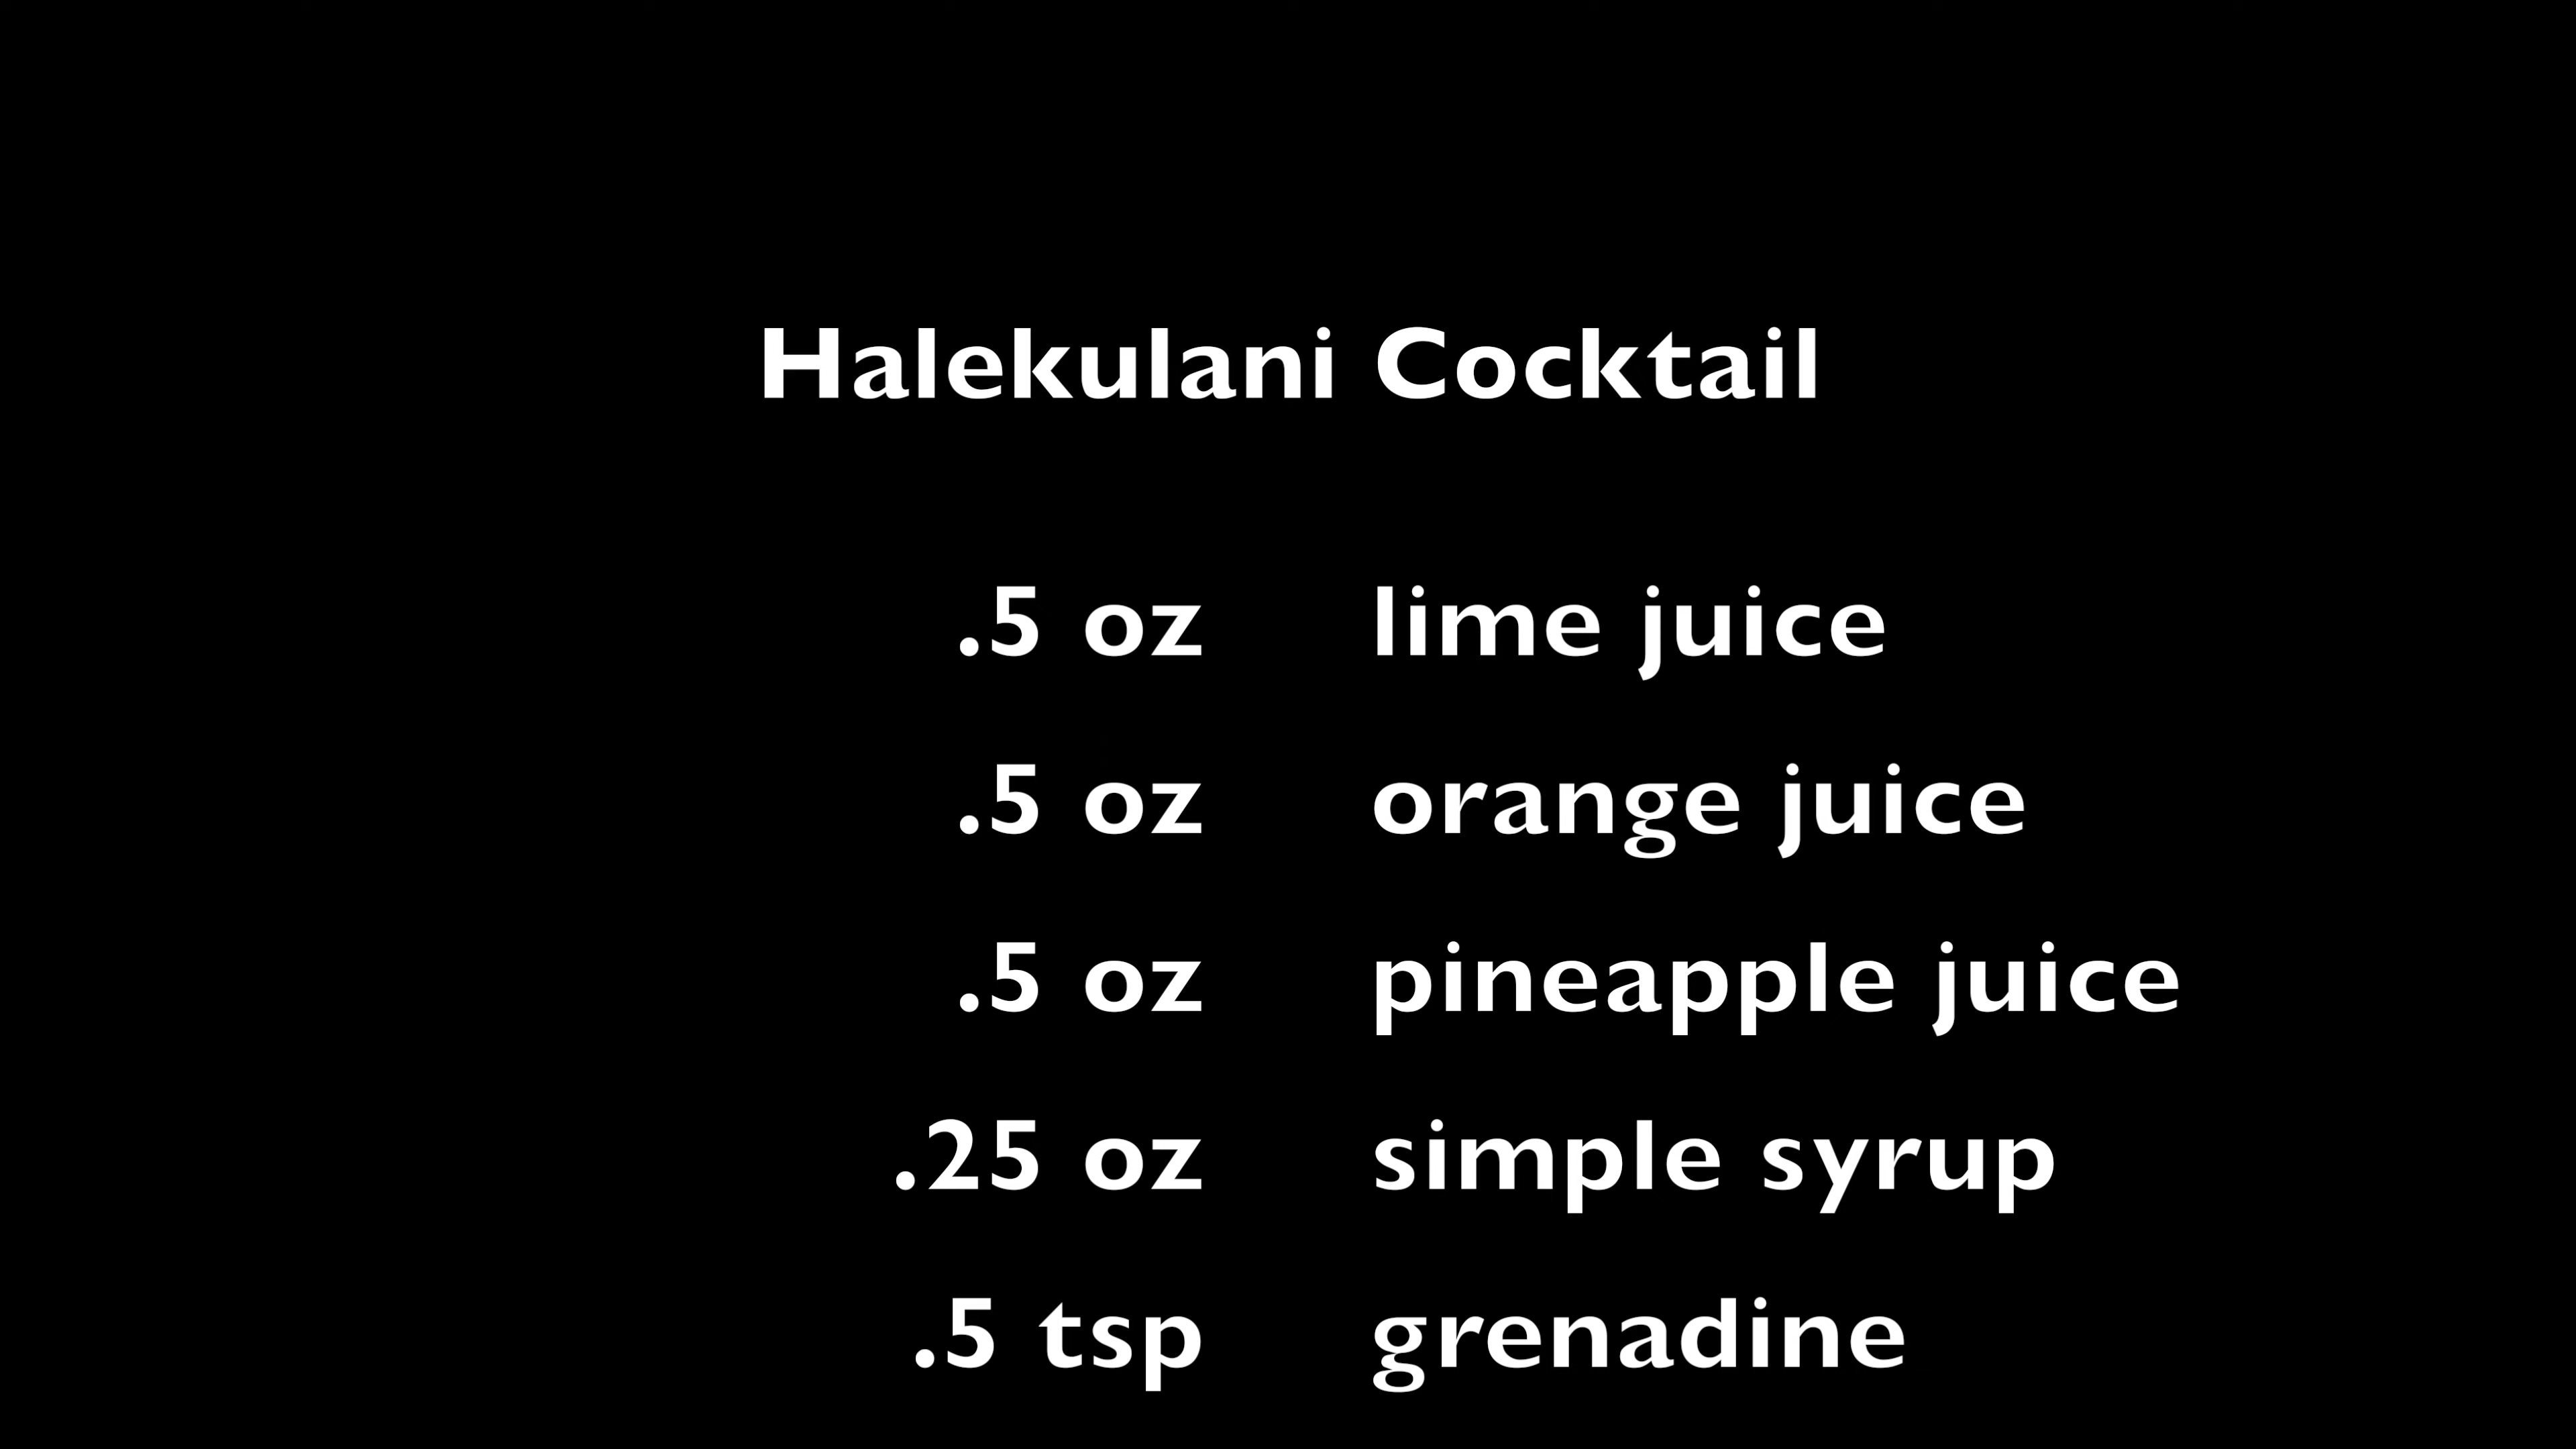 Halekulani Cocktail
.5 oz lime juice
.5 oz orange juice
.5 oz pineapple juice
.25 oz simple syrup
.5 tsp grenadine